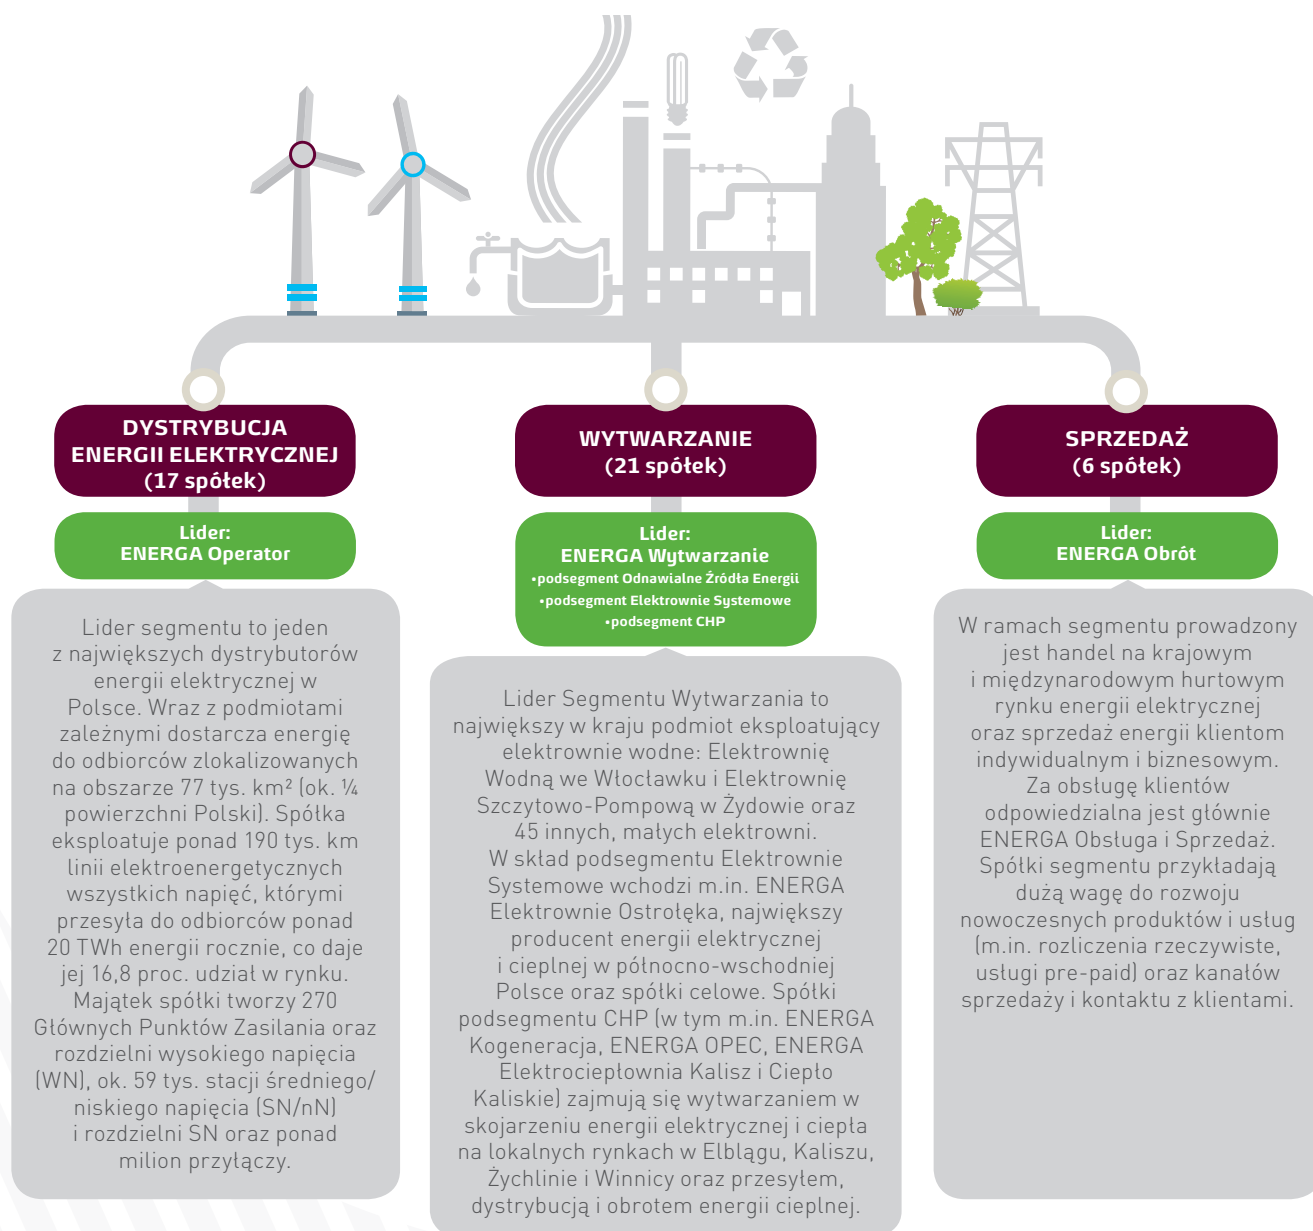 DYSTRYBUCJA
ENERGII ELEKTRYCZNEJ
(17 spółek)
Lider:
ENERGA Operator
Lider segmentu to jeden
z największych dystrybutorów
energii elektrycznej w
Polsce. Wraz z podmiotami
zależnymi dostarcza energię
do odbiorców zlokalizowanych
na obszarze 77 tys. km² (ok. ¼
powierzchni Polski). Spółka
eksploatuje ponad 190 tys. km
linii elektroenergetycznych
wszystkich napięć, którymi
przesyła do odbiorców ponad
20 TWh energii rocznie, co daje
jej 16,8 proc. udział w rynku.
Majątek spółki tworzy 270
Głównych Punktów Zasilania oraz
rozdzielni wysokiego napięcia
(WN), ok. 59 tys. stacji średniego/
niskiego napięcia (SN/nN)
i rozdzielni SN oraz ponad
milion przyłączy.
WYTWARZANIE
(21 spółek)
Lider:
ENERGA Wytwarzanie
•podsegment Odnawialne Źródła Energii
•podsegment Elektrownie Systemowe
•podsegment CHP
Lider Segmentu Wytwarzania to
największy w kraju podmiot eksploatujący
elektrownie wodne: Elektrownię
Wodną we Włocławku i Elektrownię
Szczytowo-Pompową w Żydowie oraz
45 innych, małych elektrowni.
W skład podsegmentu Elektrownie
Systemowe wchodzi m.in. ENERGA
Elektrownie Ostrołęka, największy
producent energii elektrycznej
i cieplnej w północno-wschodniej
Polsce oraz spółki celowe. Spółki
podsegmentu CHP (w tym m.in. ENERGA
Kogeneracja, ENERGA OPEC, ENERGA
Elektrociepłownia Kalisz i Ciepło
Kaliskie) zajmują się wytwarzaniem w
skojarzeniu energii elektrycznej i ciepła
na lokalnych rynkach w Elblągu, Kaliszu,
Żychlinie i Winnicy oraz przesyłem,
dystrybucją i obrotem energii cieplnej.
SPRZEDAŻ
(6 spółek)
Lider:
ENERGA Obrót
W ramach segmentu prowadzony
jest handel na krajowym
i międzynarodowym hurtowym
rynku energii elektrycznej
oraz sprzedaż energii klientom
indywidualnym i biznesowym.
Za obsługę klientów
odpowiedzialna jest głównie
ENERGA Obsługa i Sprzedaż.
Spółki segmentu przykładają
dużą wagę do rozwoju
nowoczesnych produktów i usług
(m.in. rozliczenia rzeczywiste,
usługi pre-paid) oraz kanałów
sprzedaży i kontaktu z klientami.